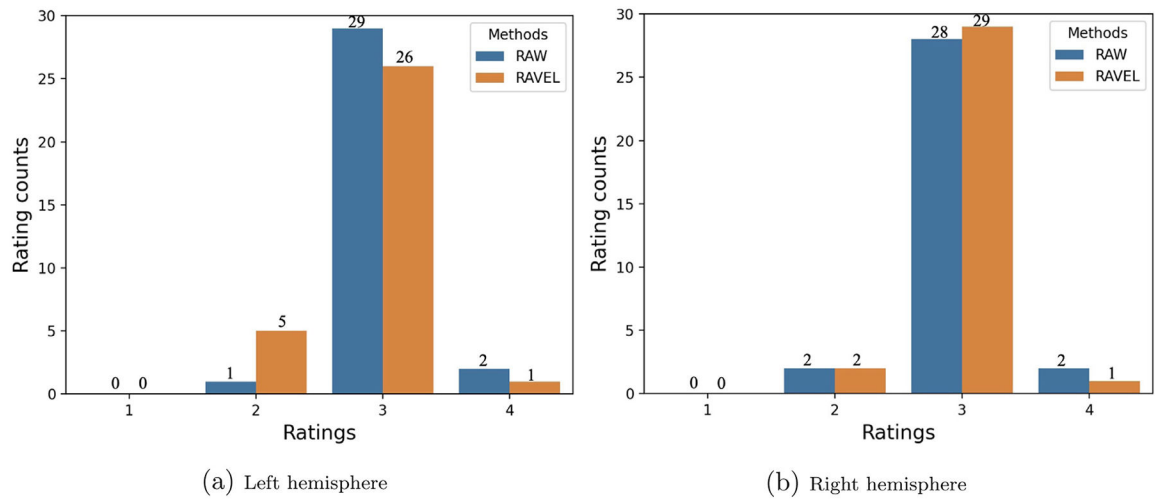 30
25
20
15
10
5
0
Rating counts
Methods
RAW
RAVEL
0 0
1 5
29 26
2 1
1 2 3 4
Ratings
(a) Left hemisphere
30
25
20
15
10
5
0
Rating counts
Methods
RAW
RAVEL
0 0
2 2
28 29
2 1
1 2 3 4
Ratings
(b) Right hemisphere